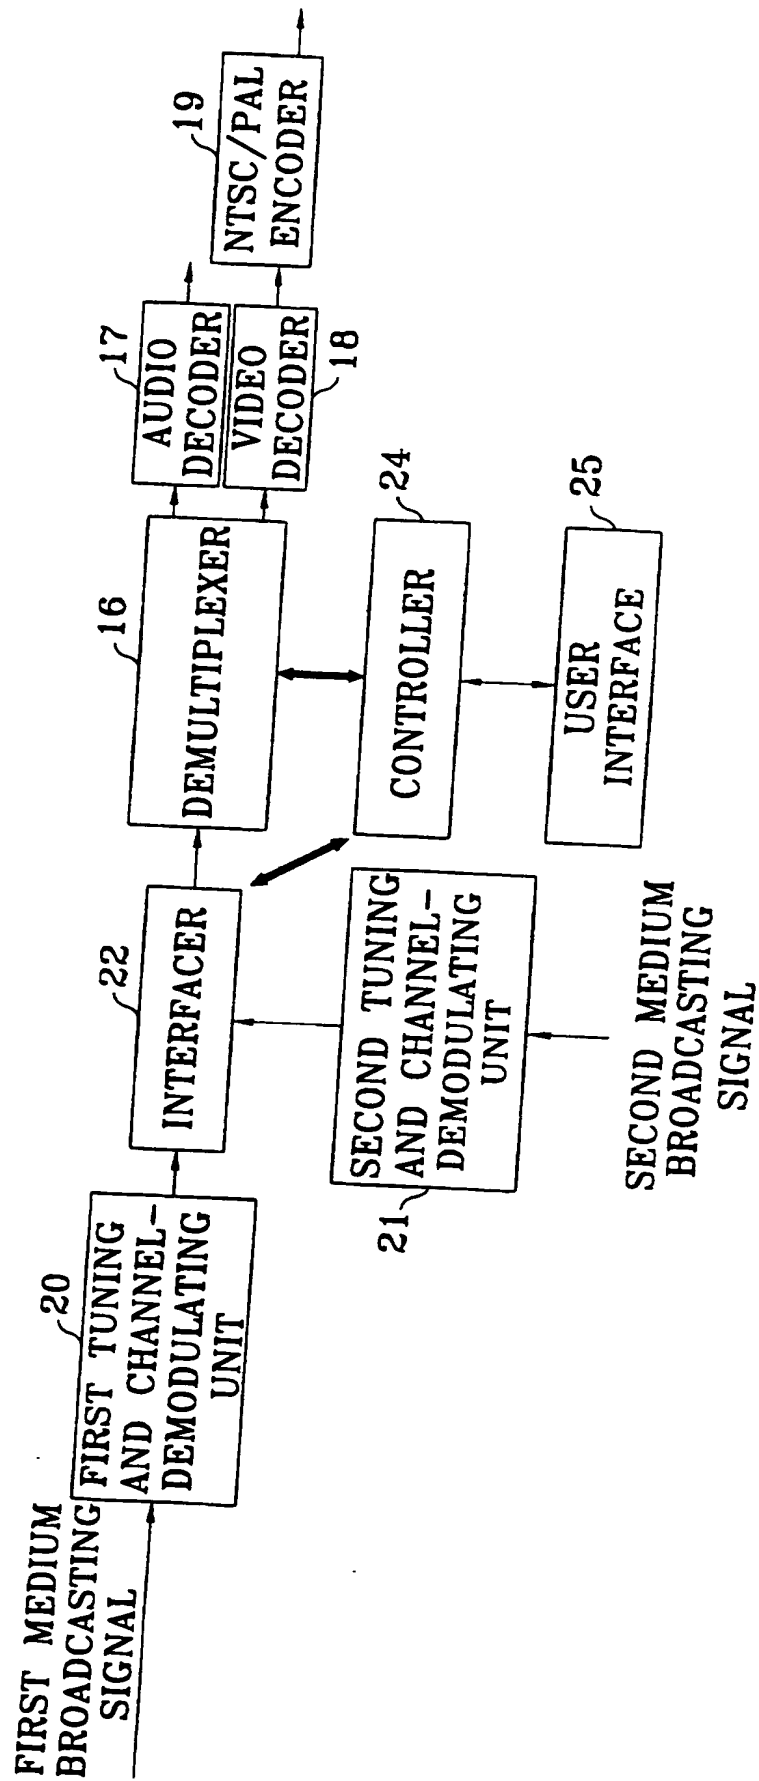 FIRST MEDIUM
BROADCASTING
SIGNAL
20
FIRST TUNING
AND CHANNEL-
DEMODULATING
UNIT
22
INTERFACER
16
DEMULTIPLEXER
17
AUDIO
DECODER
VIDEO
DECODER
18
19
NTSC/PAL
ENCODER
21
SECOND TUNING
AND CHANNEL-
DEMODULATING
UNIT
24
CONTROLLER
25
USER
INTERFACE
SECOND MEDIUM
BROADCASTING
SIGNAL